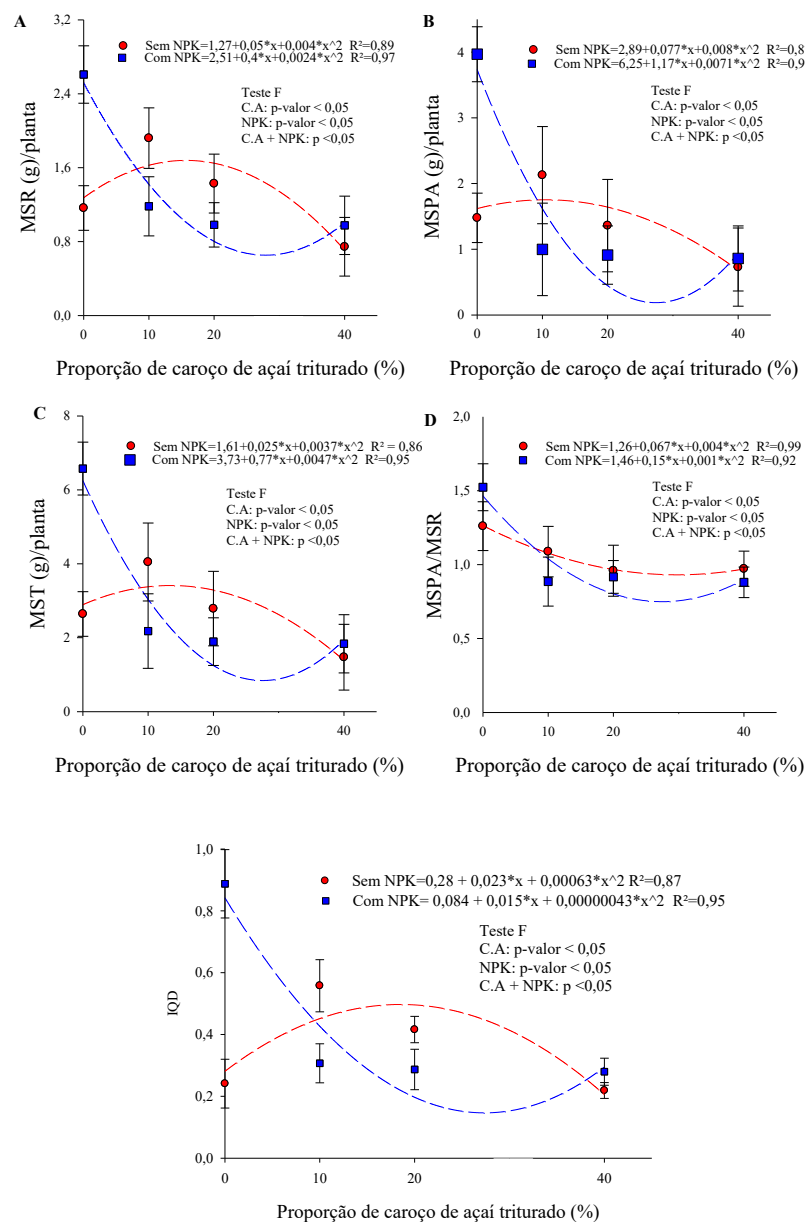 A
3,2
2,4
1,6
0,8
0,0
MSR (g)/planta
Sem NPK=1,27+0,05*x+0,004*x^2 R²=0,89
Com NPK=2,51+0,4*x+0,0024*x^2 R²=0,97
Teste F
C.A: p-valor < 0,05
NPK: p-valor < 0,05
C.A + NPK: p <0,05
0 10 20 40
Proporção de caroço de açaí triturado (%)
B
4
3
2
1
0
MSPA (g)/planta
Sem NPK=2,89+0,077*x+0,008*x^2 R²=0,8
Com NPK=6,25+1,17*x+0,0071*x^2 R²=0,9
Teste F
C.A: p-valor < 0,05
NPK: p-valor < 0,05
C.A + NPK: p <0,05
0 10 20 40
Proporção de caroço de açaí triturado (%)
C
8
6
4
2
0
MST (g)/planta
Sem NPK=1,61+0,025*x+0,0037*x^2 R² = 0,86
Com NPK=3,73+0,77*x+0,0047*x^2 R²=0,95
Teste F
C.A: p-valor < 0,05
NPK: p-valor < 0,05
C.A + NPK: p <0,05
0 10 20 40
Proporção de caroço de açaí triturado (%)
D
2,0
1,5
1,0
0,5
0,0
MSPA/MSR
Sem NPK=1,26+0,067*x+0,004*x^2 R²=0,99
Com NPK=1,46+0,15*x+0,001*x^2 R²=0,92
Teste F
C.A: p-valor < 0,05
NPK: p-valor < 0,05
C.A + NPK: p <0,05
0 10 20 40
Proporção de caroço de açaí triturado (%)
1,0
0,8
0,6
0,4
0,2
0,0
IQD
Sem NPK=0,28 + 0,023*x + 0,00063*x^2 R²=0,87
Com NPK= 0,084 + 0,015*x + 0,00000043*x^2 R²=0,95
Teste F
C.A: p-valor < 0,05
NPK: p-valor < 0,05
C.A + NPK: p <0,05
0 10 20 40
Proporção de caroço de açaí triturado (%)